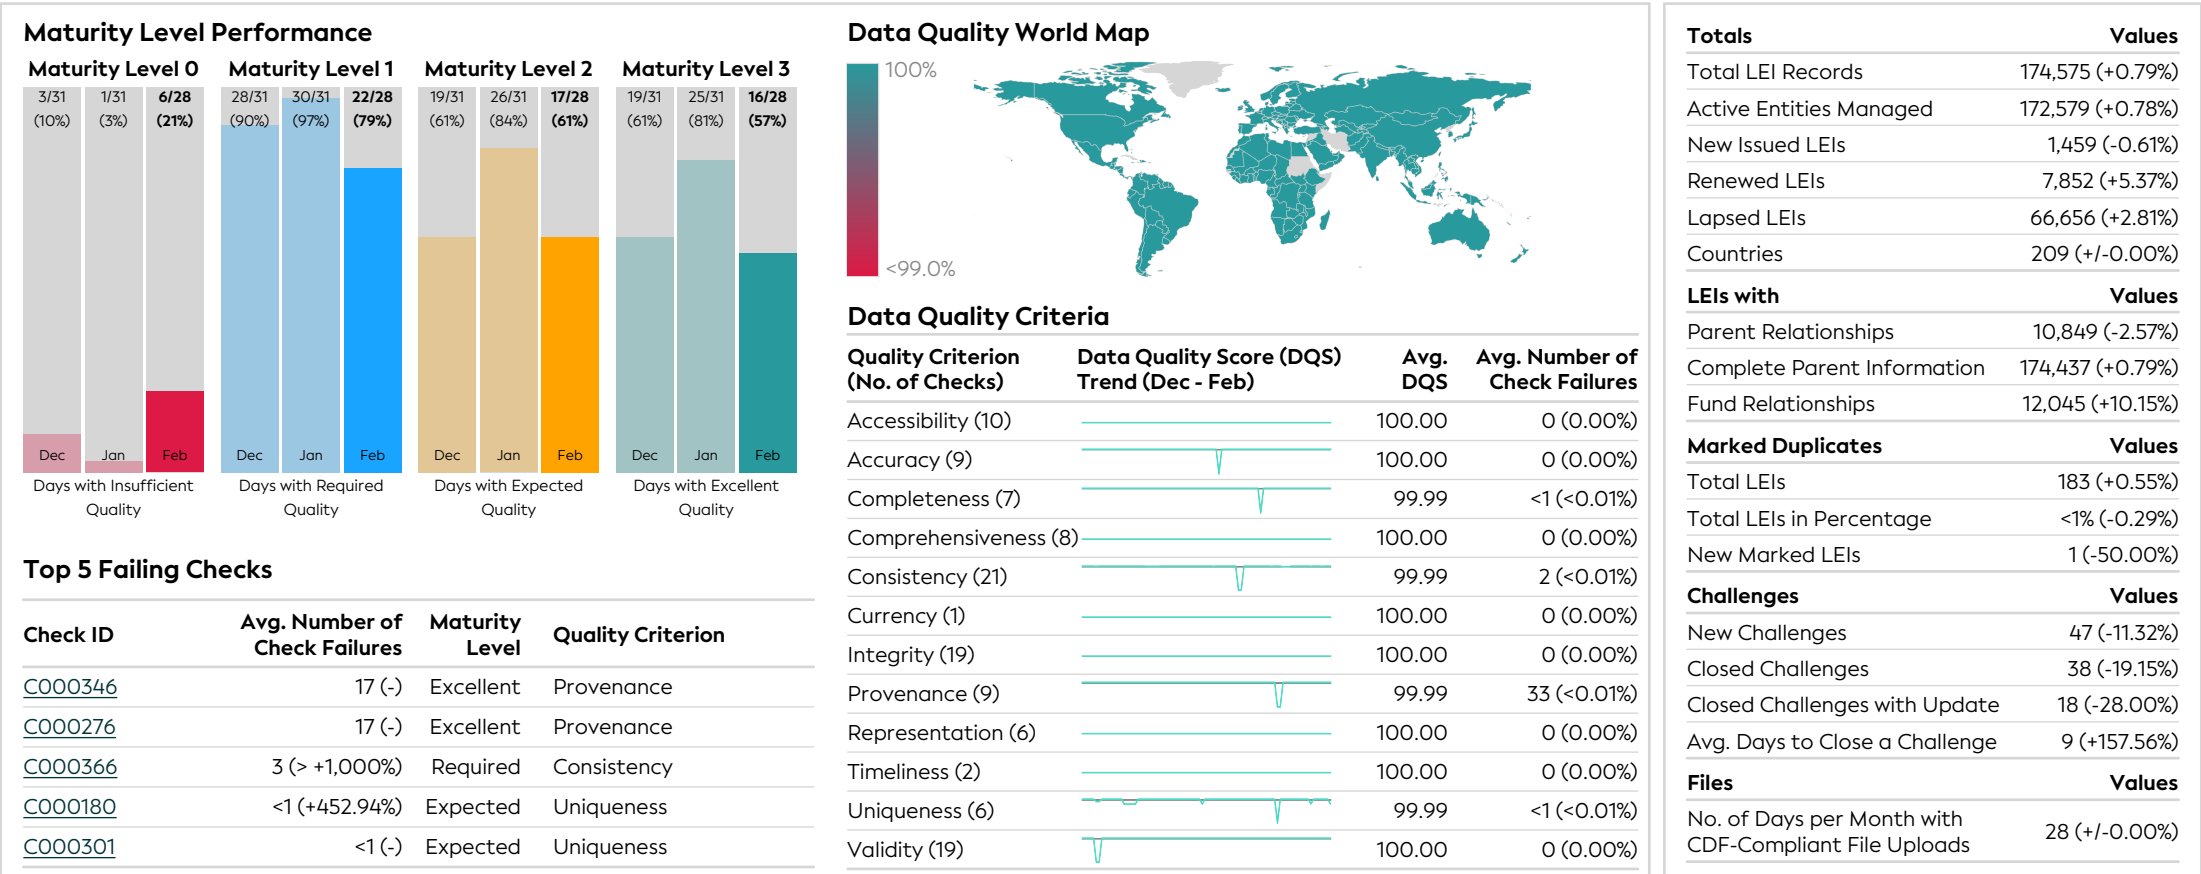 Maturity Level Performance
Maturity Level 0 Maturity Level 1 Maturity Level 2 Maturity Level 3
3/31 1/31 6/28 28/31 30/31 22/28 19/31 26/31 17/28 19/31 25/31 16/28
(10%) (3%) (21%) (90%) (97%) (79%) (61%) (84%) (61%) (61%) (81%) (57%)
Dec Jan Feb Dec Jan Feb Dec Jan Feb Dec Jan Feb
Days with Insufficient Days with Required Days with Expected Days with Excellent
Quality Quality Quality Quality
Top 5 Failing Checks
Check ID Avg. Number of Check Failures Maturity Level Quality Criterion
C000346 17 (-) Excellent Provenance
C000276 17 (-) Excellent Provenance
C000366 3 (> +1,000%) Required Consistency
C000180 <1 (+452.94%) Expected Uniqueness
C000301 <1 (-) Expected Uniqueness
Data Quality World Map
100%
<99.0%
Data Quality Criteria
Quality Criterion Data Quality Score (DQS) Avg. Avg. Number of
(No. of Checks) Trend (Dec - Feb) DQS Check Failures
Accessibility (10) 100.00 0 (0.00%)
Accuracy (9) 100.00 0 (0.00%)
Completeness (7) 99.99 <1 (<0.01%)
Comprehensiveness (8) 100.00 0 (0.00%)
Consistency (21) 99.99 2 (<0.01%)
Currency (1) 100.00 0 (0.00%)
Integrity (19) 100.00 0 (0.00%)
Provenance (9) 99.99 33 (<0.01%)
Representation (6) 100.00 0 (0.00%)
Timeliness (2) 100.00 0 (0.00%)
Uniqueness (6) 99.99 <1 (<0.01%)
Validity (19) 100.00 0 (0.00%)
Totals Values
Total LEI Records 174,575 (+0.79%)
Active Entities Managed 172,579 (+0.78%)
New Issued LEIs 1,459 (-0.61%)
Renewed LEIs 7,852 (+5.37%)
Lapsed LEIs 66,656 (+2.81%)
Countries 209 (+/-0.00%)
LEIs with Values
Parent Relationships 10,849 (-2.57%)
Complete Parent Information 174,437 (+0.79%)
Fund Relationships 12,045 (+10.15%)
Marked Duplicates Values
Total LEIs 183 (+0.55%)
Total LEIs in Percentage <1% (-0.29%)
New Marked LEIs 1 (-50.00%)
Challenges Values
New Challenges 47 (-11.32%)
Closed Challenges 38 (-19.15%)
Closed Challenges with Update 18 (-28.00%)
Avg. Days to Close a Challenge 9 (+157.56%)
Files Values
No. of Days per Month with
CDF-Compliant File Uploads 28 (+/-0.00%)